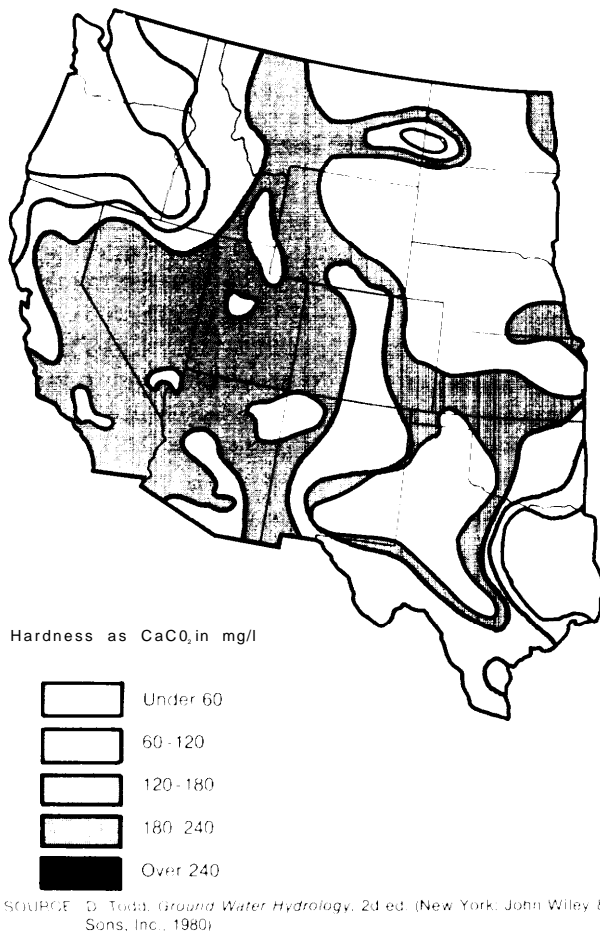 Hardness as CaCO₂ in mg/l
Under 60
60-120
120-180
180 240
Over 240
SOURCE D. Todd, Ground Water Hydrology, 2d ed. (New York: John Wiley &
Sons, Inc., 1980)